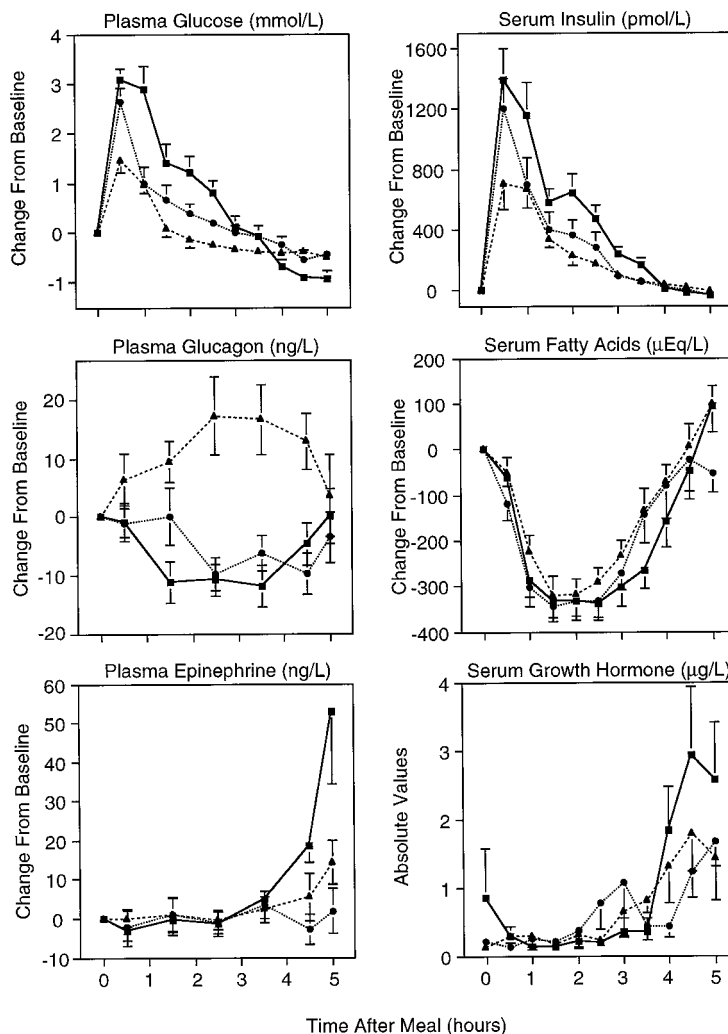 Plasma Glucose (mmol/L)
Change From Baseline
4
3
2
1
0
-1
Serum Insulin (pmol/L)
Change From Baseline
1600
1200
800
400
0
Plasma Glucagon (ng/L)
Change From Baseline
20
10
0
-10
-20
Serum Fatty Acids (µEq/L)
Change From Baseline
200
100
0
-100
-200
-300
-400
Plasma Epinephrine (ng/L)
Change From Baseline
60
50
40
30
20
10
0
-10
0 1 2 3 4 5
Serum Growth Hormone (µg/L)
Absolute Values
4
3
2
1
0
0 1 2 3 4 5
Time After Meal (hours)